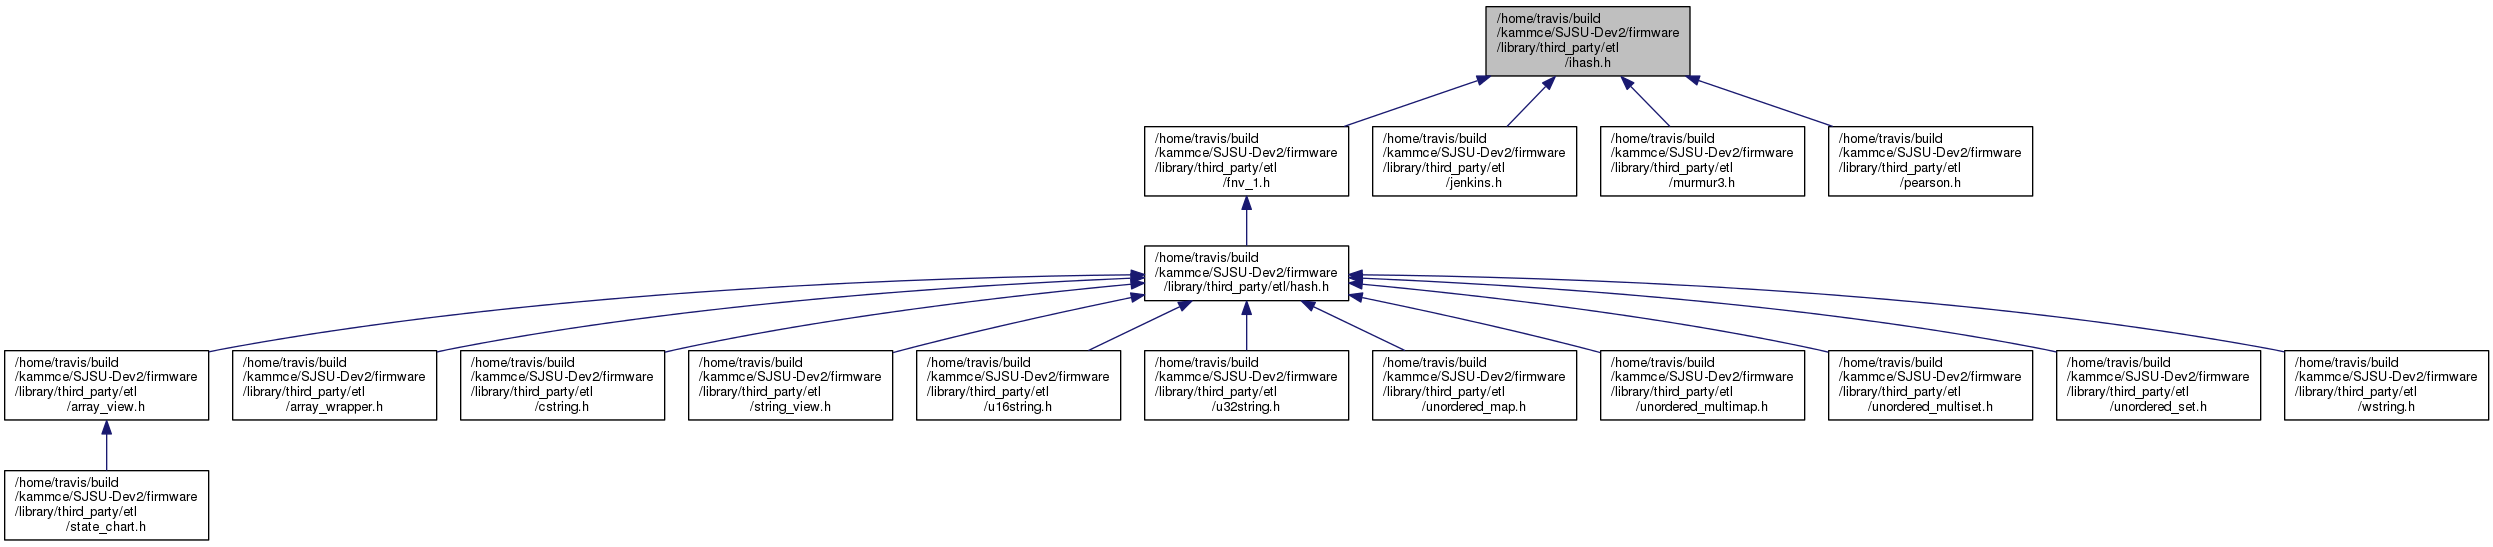 /home/travis/build
/kammce/SJSU-Dev2/firmware
/library/third_party/etl
/ihash.h
/home/travis/build
/kammce/SJSU-Dev2/firmware
/library/third_party/etl
/fnv_1.h
/home/travis/build
/kammce/SJSU-Dev2/firmware
/library/third_party/etl
/jenkins.h
/home/travis/build
/kammce/SJSU-Dev2/firmware
/library/third_party/etl
/murmur3.h
/home/travis/build
/kammce/SJSU-Dev2/firmware
/library/third_party/etl
/pearson.h
/home/travis/build
/kammce/SJSU-Dev2/firmware
/library/third_party/etl/hash.h
/home/travis/build
/kammce/SJSU-Dev2/firmware
/library/third_party/etl
/array_view.h
/home/travis/build
/kammce/SJSU-Dev2/firmware
/library/third_party/etl
/array_wrapper.h
/home/travis/build
/kammce/SJSU-Dev2/firmware
/library/third_party/etl
/cstring.h
/home/travis/build
/kammce/SJSU-Dev2/firmware
/library/third_party/etl
/string_view.h
/home/travis/build
/kammce/SJSU-Dev2/firmware
/library/third_party/etl
/u16string.h
/home/travis/build
/kammce/SJSU-Dev2/firmware
/library/third_party/etl
/u32string.h
/home/travis/build
/kammce/SJSU-Dev2/firmware
/library/third_party/etl
/unordered_map.h
/home/travis/build
/kammce/SJSU-Dev2/firmware
/library/third_party/etl
/unordered_multimap.h
/home/travis/build
/kammce/SJSU-Dev2/firmware
/library/third_party/etl
/unordered_multiset.h
/home/travis/build
/kammce/SJSU-Dev2/firmware
/library/third_party/etl
/unordered_set.h
/home/travis/build
/kammce/SJSU-Dev2/firmware
/library/third_party/etl
/wstring.h
/home/travis/build
/kammce/SJSU-Dev2/firmware
/library/third_party/etl
/state_chart.h